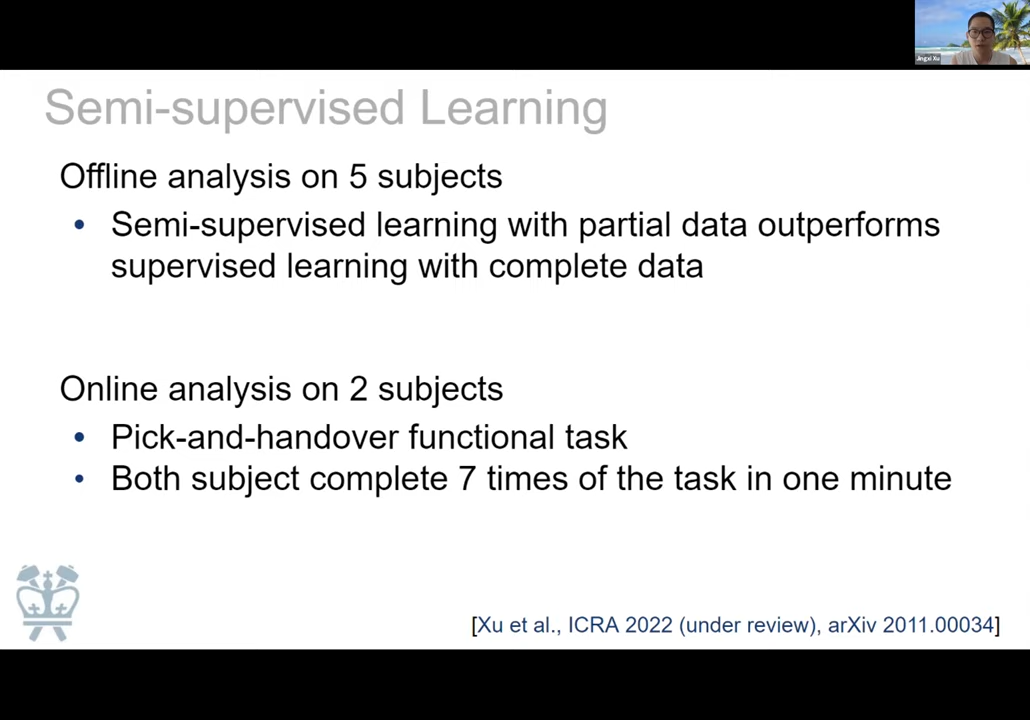 Jingxi Xu
Semi-supervised Learning
Offline analysis on 5 subjects
• Semi-supervised learning with partial data outperforms
supervised learning with complete data
Online analysis on 2 subjects
• Pick-and-handover functional task
• Both subject complete 7 times of the task in one minute
[Xu et al., ICRA 2022 (under review), arXiv 2011.00034]